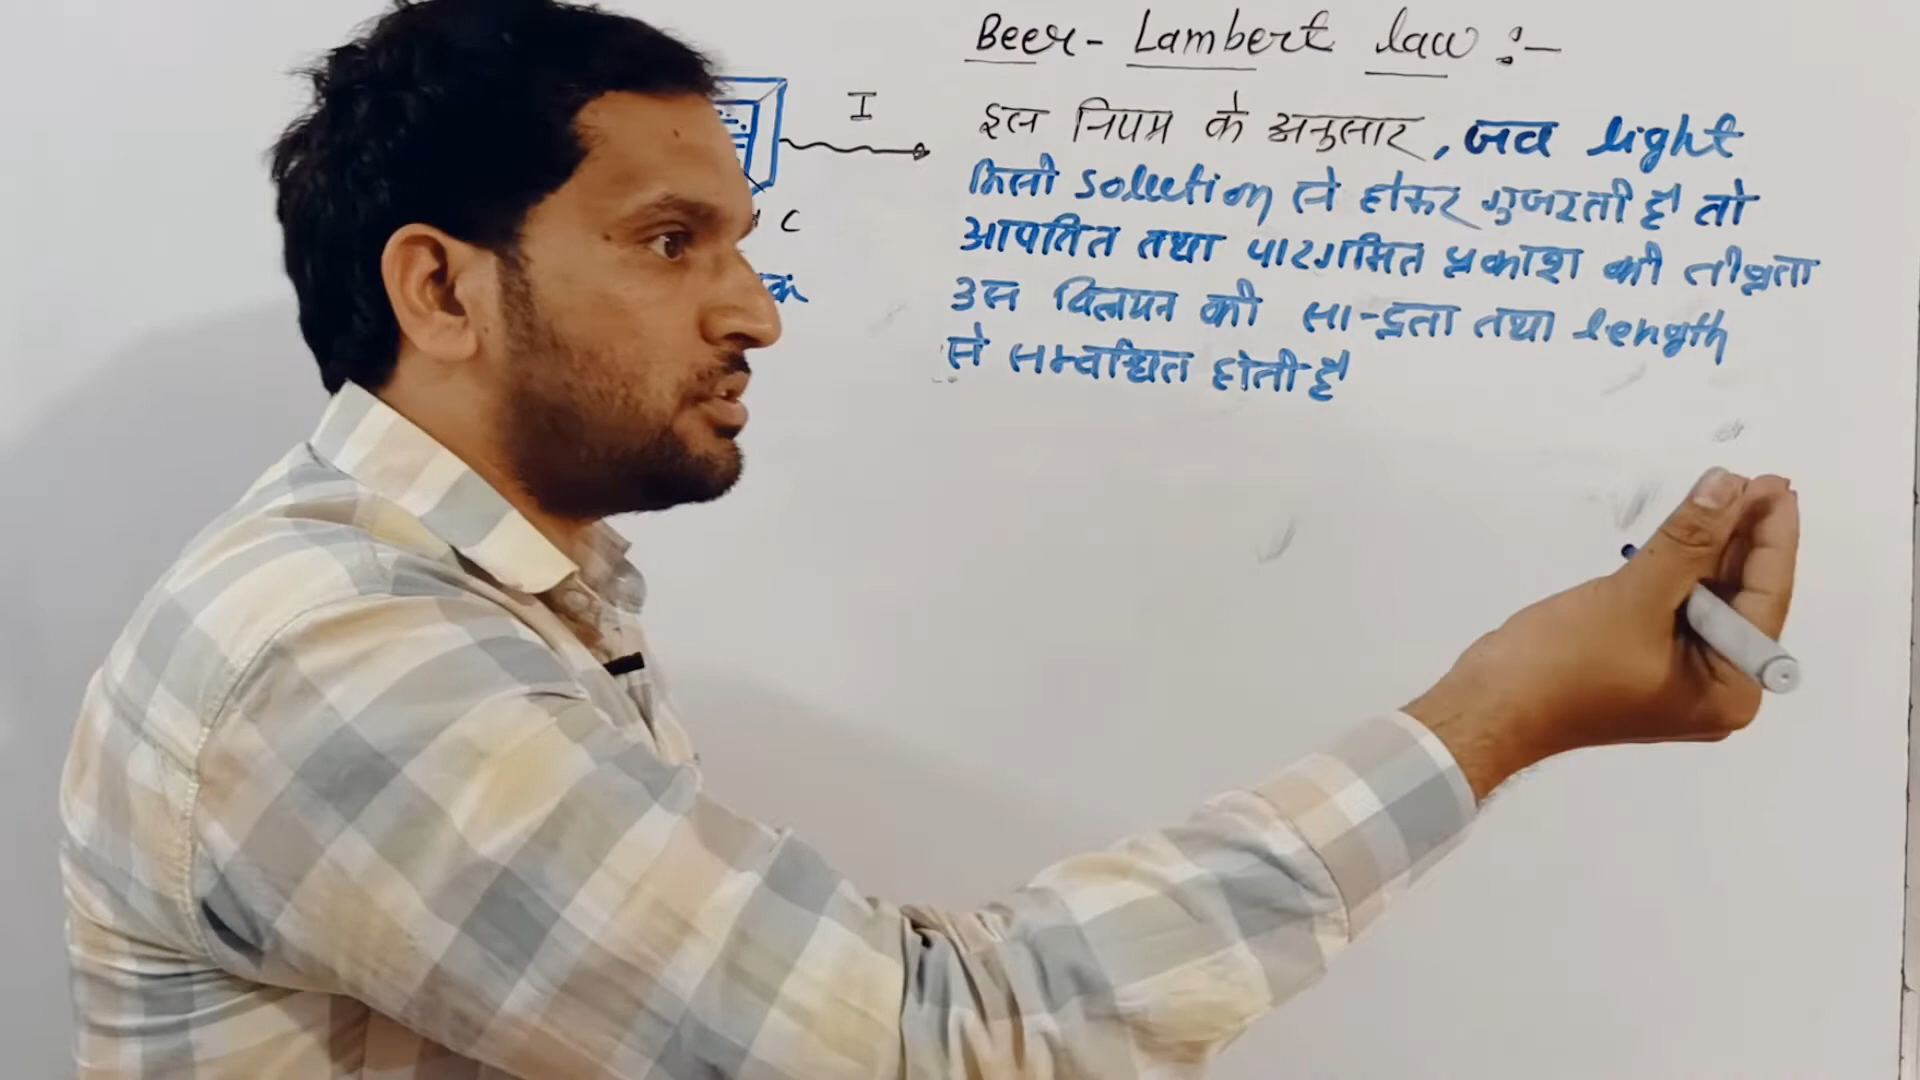 Beer- Lambert law :-
I
इस नियम के अनुसार, जब light
किसी solution से होकर गुजरती है तो
C
आपतित तथा पारगमित प्रकाश की तीव्रता
उस विलयन की सान्द्रता तथा length
से सम्बन्धित होती है